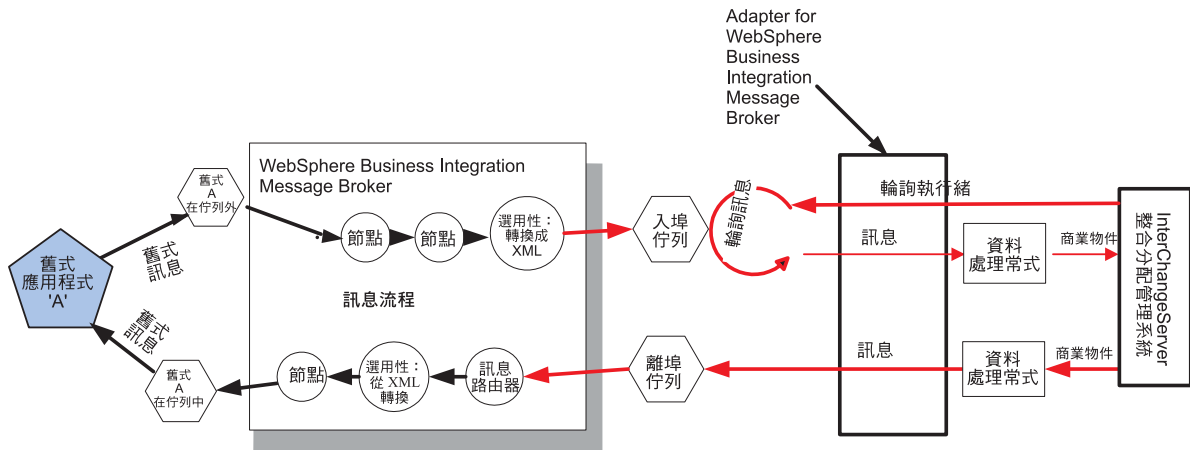 Adapter for
WebSphere
Business
Integration
Message
Broker
WebSphere Business Integration
Message Broker
舊式
A
在佇列外
節點
節點
選用性：
轉換成
XML
入埠
佇列
輪詢訊息
輪詢執行緒
訊息
資料
處理常式
商業物件
InterChangeServer
整合分配管理系統
舊式
訊息
舊式
應用程式
'A'
訊息流程
舊式
訊息
舊式
A
在佇列中
節點
選用性：
從 XML
轉換
訊息
路由器
離埠
佇列
訊息
資料
處理常式
商業物件